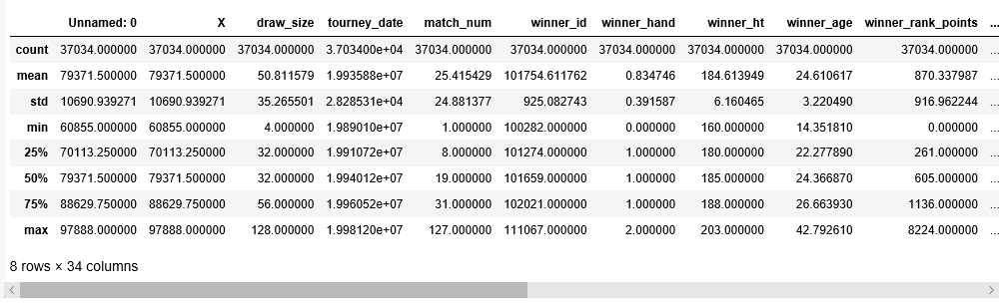 Unnamed: 0 X draw_size tourney_date match_num winner_id winner_hand winner_ht winner_age winner_rank_points ...
count 37034.000000 37034.000000 37034.000000 3.703400e+04 37034.000000 37034.000000 37034.000000 37034.000000 37034.000000 37034.000000 ...
mean 79371.500000 79371.500000 50.811579 1.993588e+07 25.415429 101754.611762 0.834746 184.613949 24.610617 870.337987 ...
std 10690.939271 10690.939271 35.265501 2.828531e+04 24.881377 925.082743 0.391587 6.160465 3.220490 916.962244 ...
min 60855.000000 60855.000000 4.000000 1.989010e+07 1.000000 100282.000000 0.000000 160.000000 14.351810 0.000000 ...
25% 70113.250000 70113.250000 32.000000 1.991072e+07 8.000000 101274.000000 1.000000 180.000000 22.277890 261.000000 ...
50% 79371.500000 79371.500000 32.000000 1.994012e+07 19.000000 101659.000000 1.000000 185.000000 24.366870 605.000000 ...
75% 88629.750000 88629.750000 56.000000 1.996052e+07 31.000000 102021.000000 1.000000 188.000000 26.663930 1136.000000 ...
max 97888.000000 97888.000000 128.000000 1.998120e+07 127.000000 111067.000000 2.000000 203.000000 42.792610 8224.000000 ...
8 rows × 34 columns